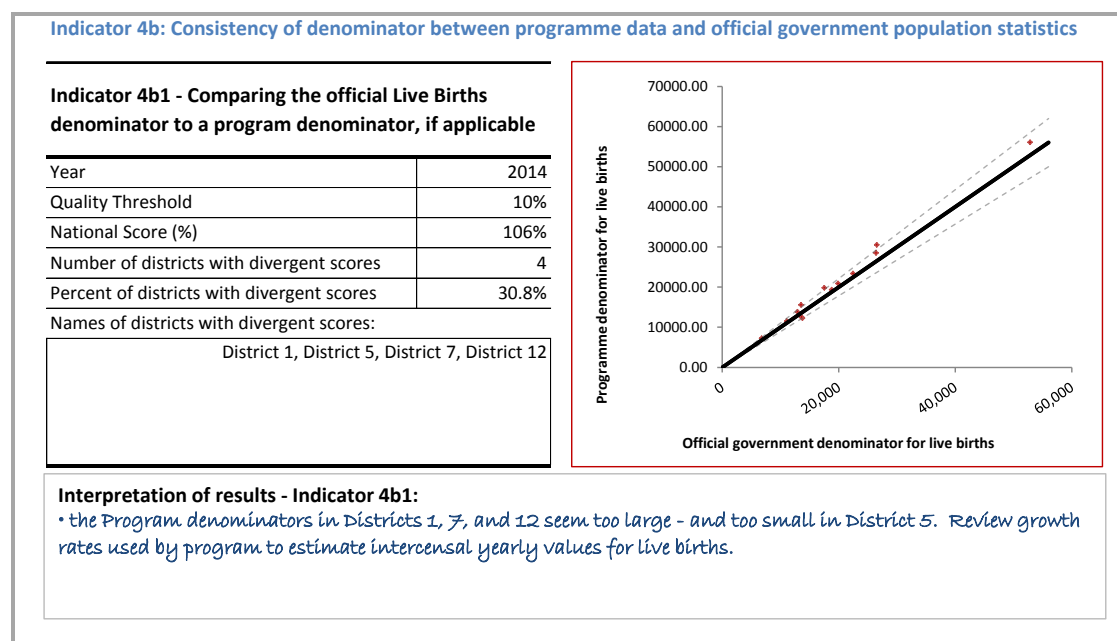 Indicator 4b: Consistency of denominator between programme data and official government population statistics
Indicator 4b1 - Comparing the official Live Births
denominator to a program denominator, if applicable
Year 2014
Quality Threshold 10%
National Score (%) 106%
Number of districts with divergent scores 4
Percent of districts with divergent scores 30.8%
Names of districts with divergent scores:
District 1, District 5, District 7, District 12
Programme denominator for live births
70000.00
60000.00
50000.00
40000.00
30000.00
20000.00
10000.00
0.00
0
20,000
40,000
60,000
Official government denominator for live births
Interpretation of results - Indicator 4b1:
• the Program denominators in Districts 1, 7, and 12 seem too large - and too small in District 5. Review growth
rates used by program to estimate intercensal yearly values for live births.